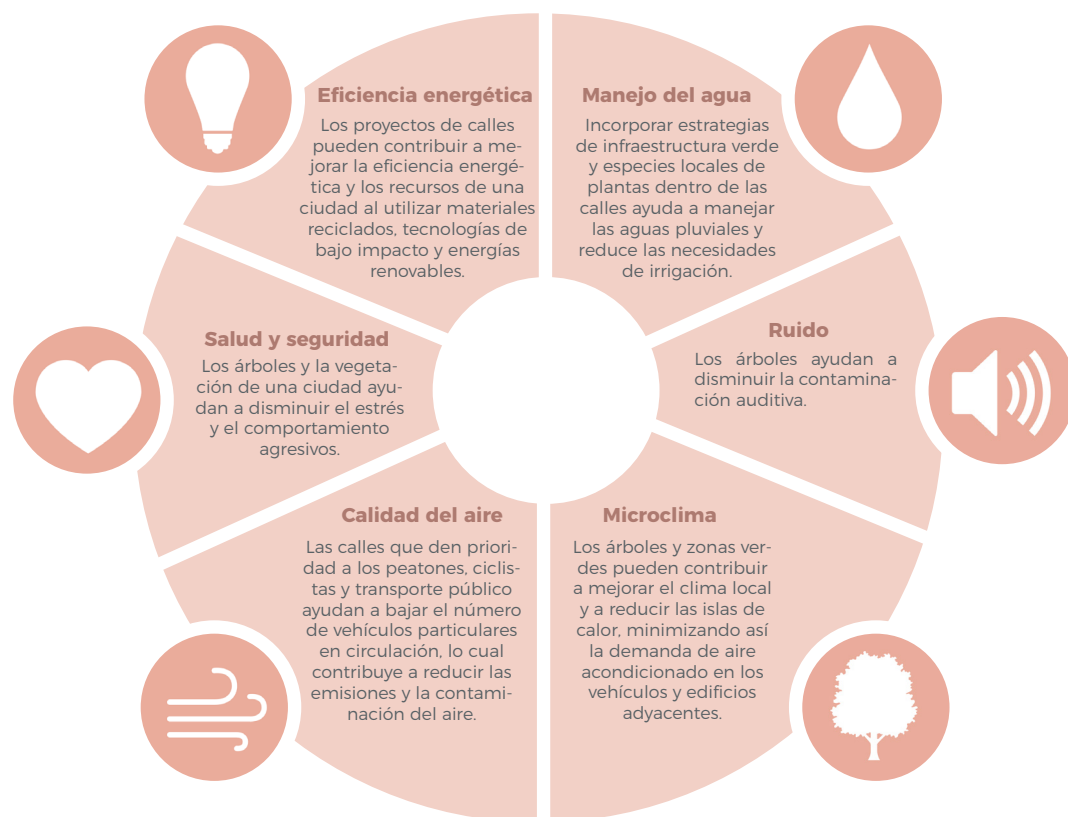 Eficiencia energética
Los proyectos de calles
pueden contribuir a me-
jorar la eficiencia energé-
tica y los recursos de una
ciudad al utilizar materiales
reciclados, tecnologías de
bajo impacto y energías
renovables.
Manejo del agua
Incorporar estrategias
de infraestructura verde
y especies locales de
plantas dentro de las
calles ayuda a manejar
las aguas pluviales y
reduce las necesidades
de irrigación.
Salud y seguridad
Los árboles y la vegeta-
ción de una ciudad ayu-
dan a disminuir el estrés
y el comportamiento
agresivos.
Ruido
Los árboles ayudan a
disminuir la contamina-
ción auditiva.
Calidad del aire
Las calles que den priori-
dad a los peatones, ciclis-
tas y transporte público
ayudan a bajar el número
de vehículos particulares
en circulación, lo cual
contribuye a reducir las
emisiones y la contami-
nación del aire.
Microclima
Los árboles y zonas ver-
des pueden contribuir
a mejorar el clima local
y a reducir las islas de
calor, minimizando así
la demanda de aire
acondicionado en los
vehículos y edificios
adyacentes.